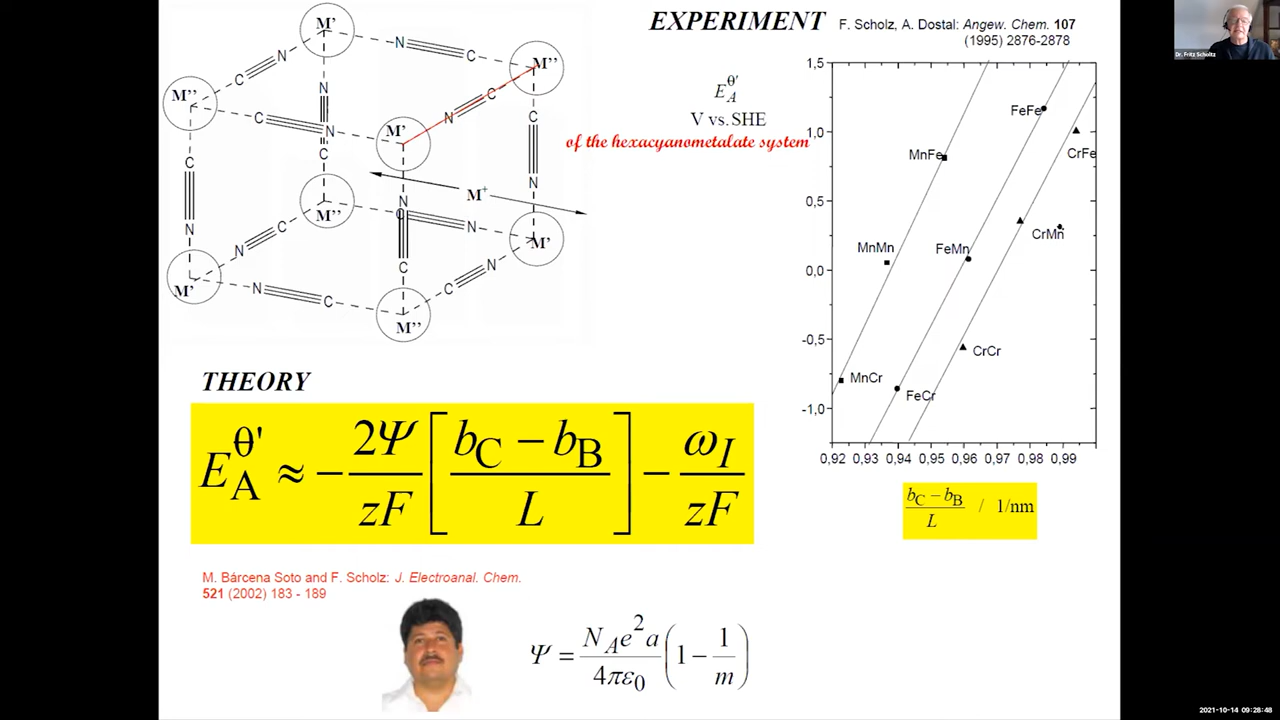 EXPERIMENT
F. Scholz, A. Dostal: Angew. Chem. 107
(1995) 2876-2878
Dr. Fritz Scholtz
M' N C M''
M'' C N N C
C N N M' N C
C M⁺
N M'' C N N
M' N C C N M'
N C M''
E_A^θ'
V vs. SHE
of the hexacyanometalate system
1,5
1,0
0,5
0,0
-0,5
-1,0
FeFe
MnFe
CrFe
CrMn
MnMn
FeMn
CrCr
MnCr
FeCr
0,92 0,93 0,94 0,95 0,96 0,97 0,98 0,99
b_C − b_B / L / 1/nm
THEORY
E_A^θ' ≈ − 2Ψ/zF [ b_C − b_B / L ] − ω_I/zF
M. Bárcena Soto and F. Scholz: J. Electroanal. Chem.
521 (2002) 183 - 189
Ψ = N_A e² a / 4πε₀ (1 − 1/m)
2021-10-14 09:28:48